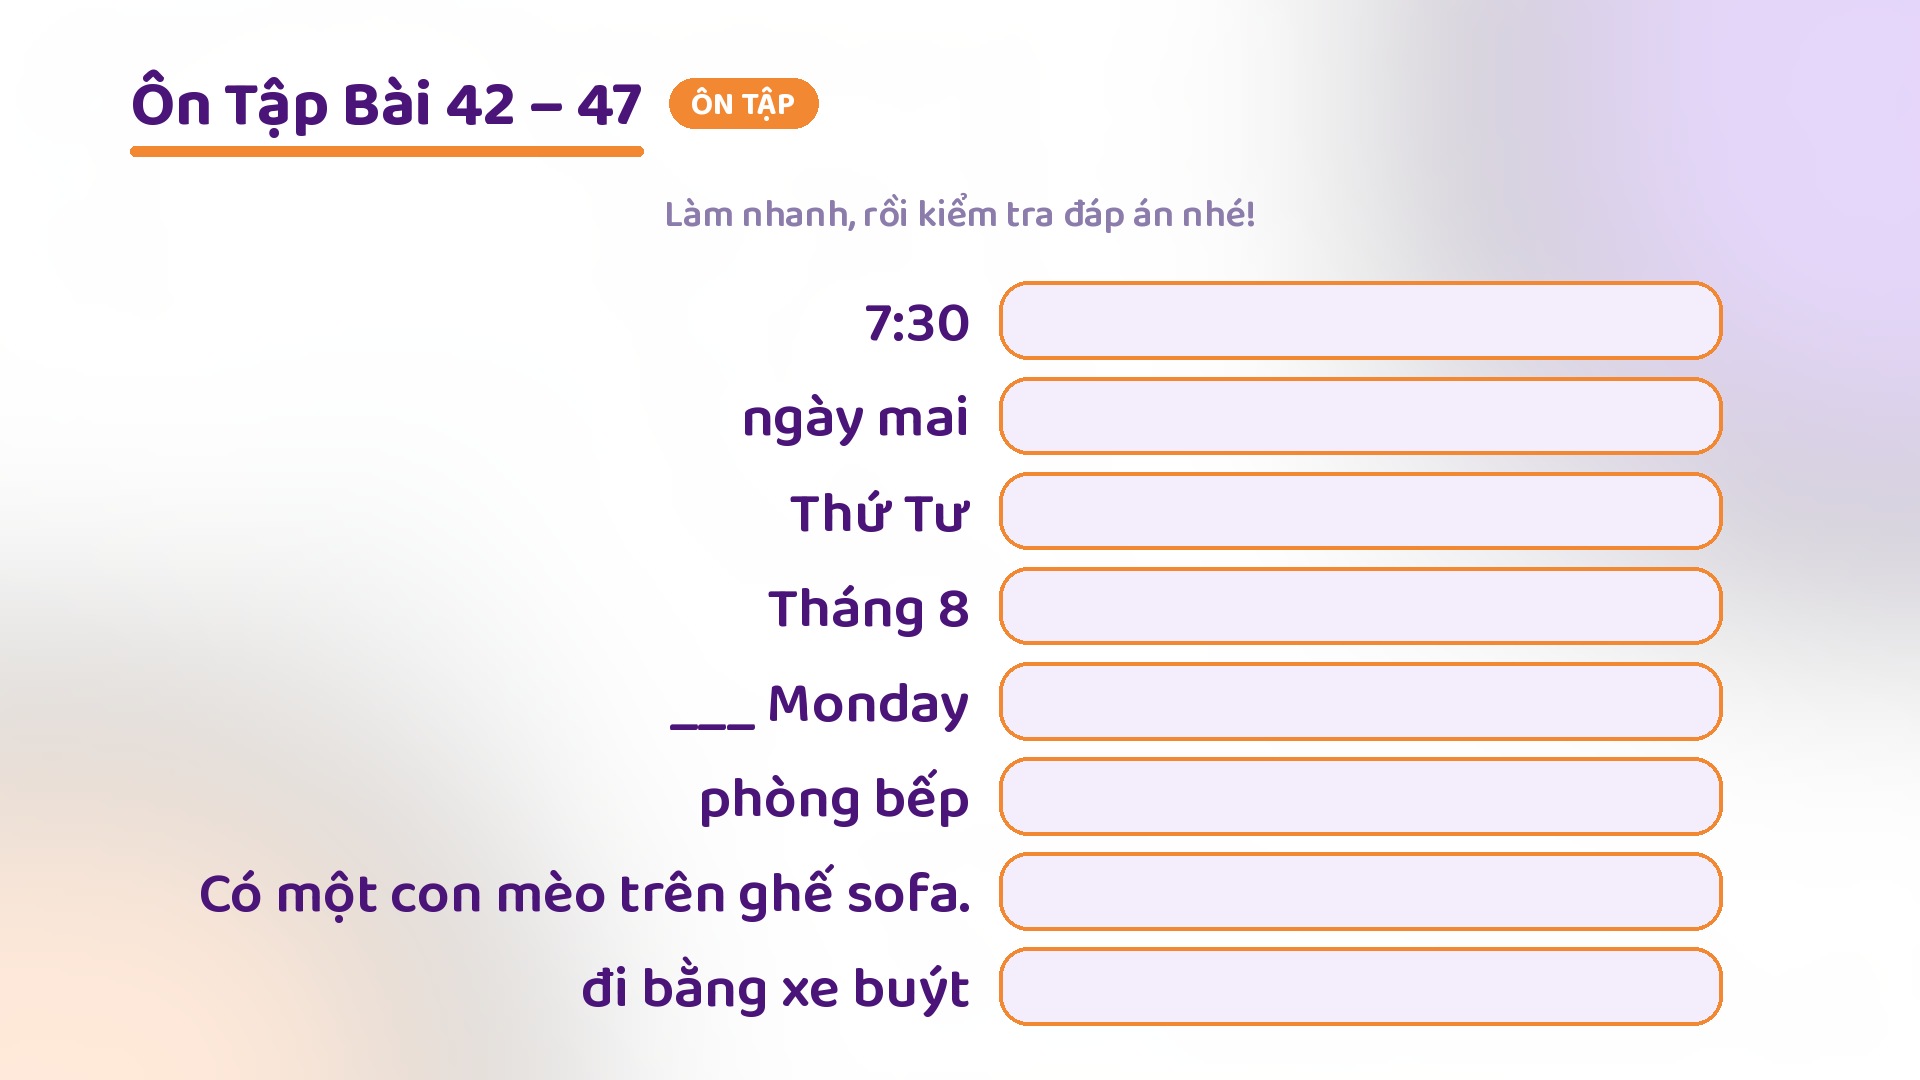 Ôn Tập Bài 42 – 47
ÔN TẬP
Làm nhanh, rồi kiểm tra đáp án nhé!
7:30
ngày mai
Thứ Tư
Tháng 8
___ Monday
phòng bếp
Có một con mèo trên ghế sofa.
đi bằng xe buýt